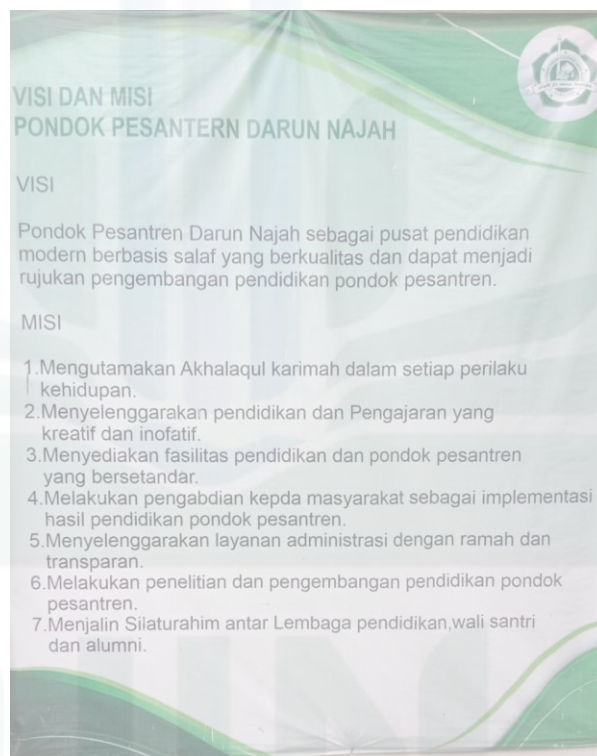 VISI DAN MISI
PONDOK PESANTERN DARUN NAJAH
VISI
Pondok Pesantren Darun Najah sebagai pusat pendidikan
modern berbasis salaf yang berkualitas dan dapat menjadi
rujukan pengembangan pendidikan pondok pesantren.
MISI
1.Mengutamakan Akhalaqul karimah dalam setiap perilaku
kehidupan.
2.Menyelenggarakan pendidikan dan Pengajaran yang
kreatif dan inofatif.
3.Menyediakan fasilitas pendidikan dan pondok pesantren
yang bersetandar.
4.Melakukan pengabdian kepda masyarakat sebagai implementasi
hasil pendidikan pondok pesantren.
5.Menyelenggarakan layanan administrasi dengan ramah dan
transparan.
6.Melakukan penelitian dan pengembangan pendidikan pondok
pesantren.
7.Menjalin Silaturahim antar Lembaga pendidikan,wali santri
dan alumni.